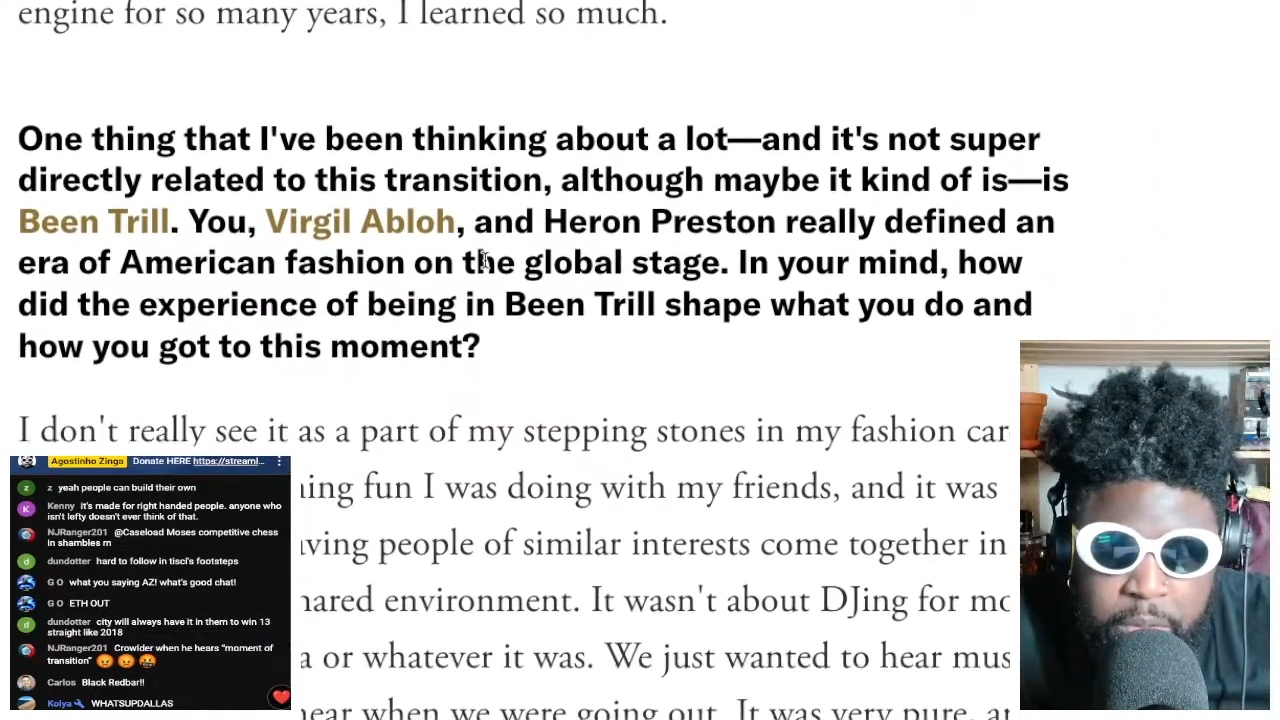 engine for so many years, I learned so much.
One thing that I've been thinking about a lot—and it's not super
directly related to this transition, although maybe it kind of is—is
Been Trill. You, Virgil Abloh, and Heron Preston really defined an
era of American fashion on the global stage. In your mind, how
did the experience of being in Been Trill shape what you do and
how you got to this moment?
I don't really see it as a part of my stepping stones in my fashion car
ing fun I was doing with my friends, and it was
ving people of similar interests come together in
hared environment. It wasn't about DJing for mo
a or whatever it was. We just wanted to hear mus
hear when we were going out. It was very pure, a
Agostinho Zinga Donate HERE https://streaml...
z yeah people can build their own
Kenny It's made for right handed people. anyone who
isn't lefty doesn't ever think of that.
NJRanger201 @Caseload Moses competitive chess
in shambles rn
dundotter hard to follow in tisci's footsteps
G O what you saying AZ! what's good chat!
G O ETH OUT
dundotter city will always have it in them to win 13
straight like 2018
NJRanger201 Crowlder when he hears "moment of
transition"
Carlos Black Redbar!!
Kolya WHATSUPDALLAS